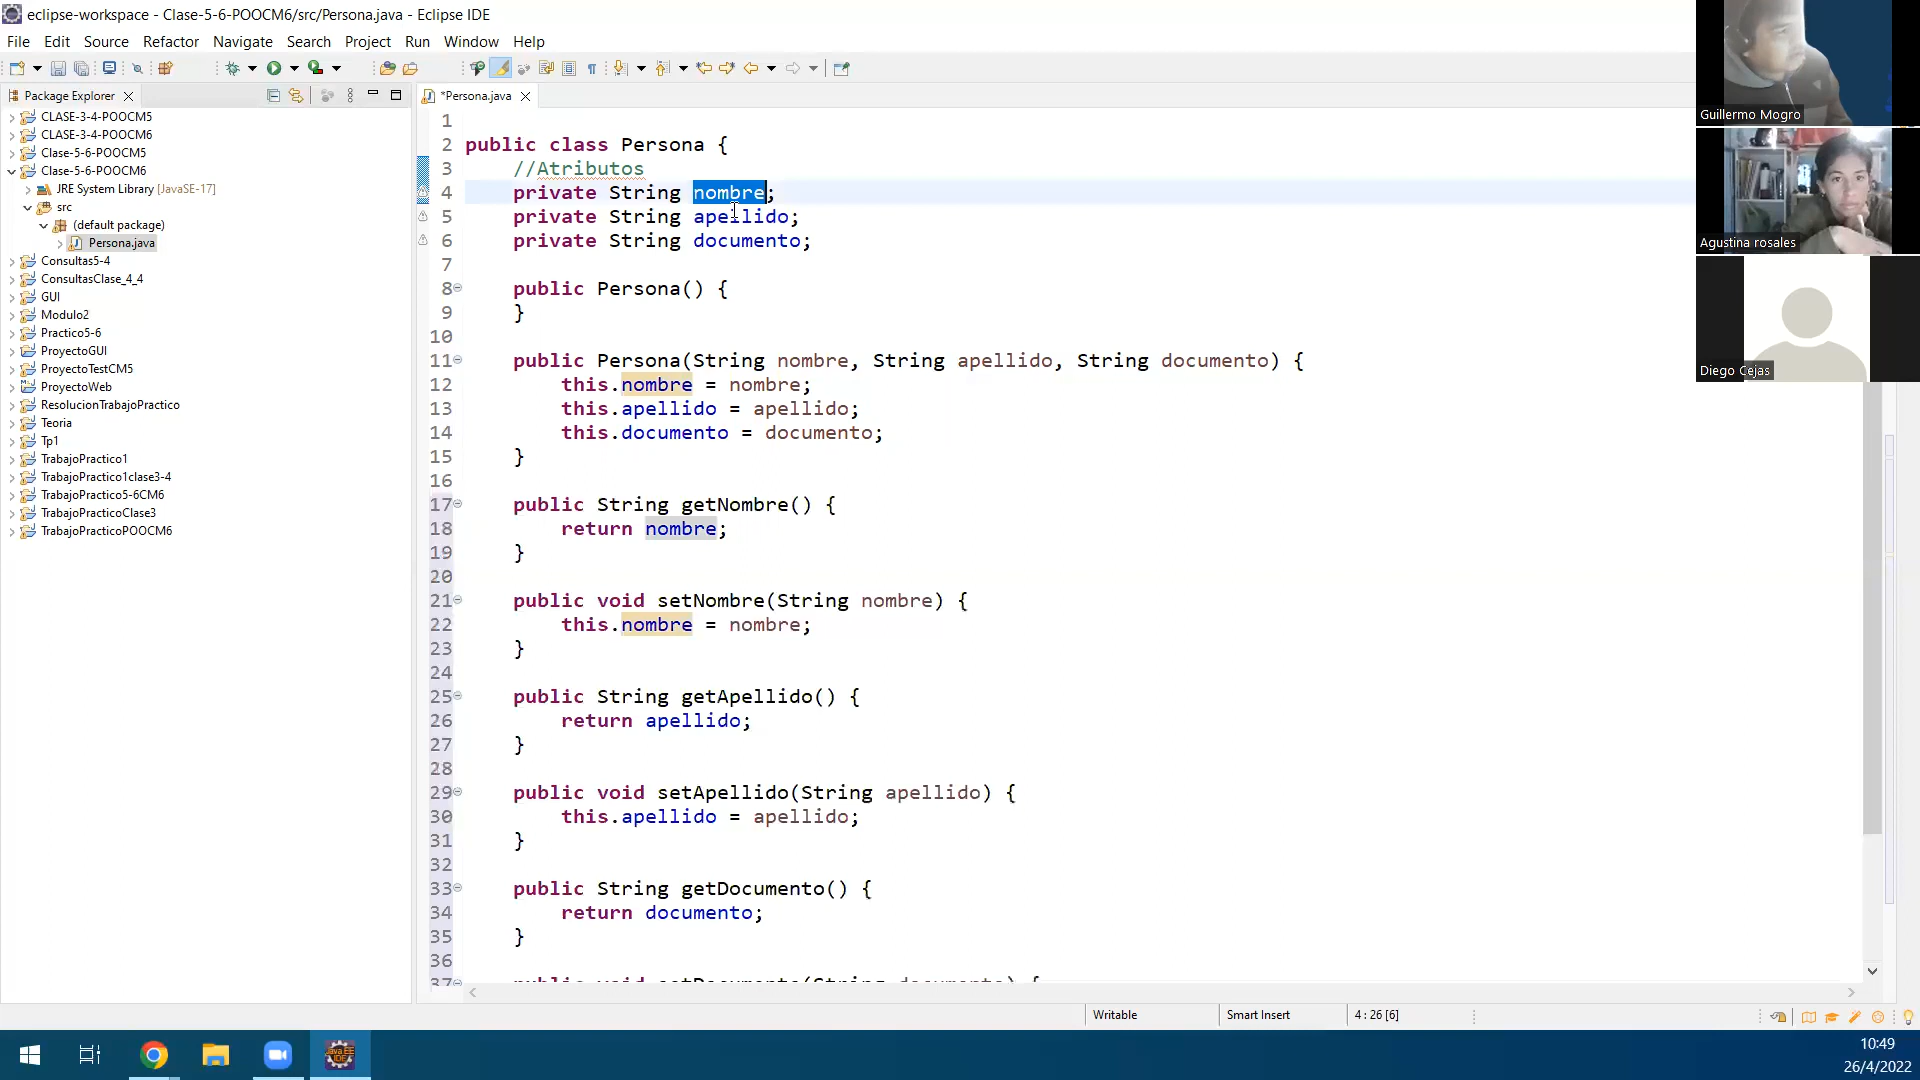 eclipse-workspace - Clase-5-6-POOCM6/src/Persona.java - Eclipse IDE
File Edit Source Refactor Navigate Search Project Run Window Help
Package Explorer
CLASE-3-4-POOCM5
CLASE-3-4-POOCM6
Clase-5-6-POOCM5
Clase-5-6-POOCM6
JRE System Library [JavaSE-17]
src
(default package)
Persona.java
Consultas5-4
ConsultasClase_4_4
GUI
Modulo2
Practico5-6
ProyectoGUI
ProyectoTestCM5
ProyectoWeb
ResolucionTrabajoPractico
Teoria
Tp1
TrabajoPractico1
TrabajoPractico1clase3-4
TrabajoPractico5-6CM6
TrabajoPracticoClase3
TrabajoPracticoPOOCM6
*Persona.java
1
2 public class Persona {
3 //Atributos
4 private String nombre;
5 private String apellido;
6 private String documento;
7
8 public Persona() {
9 }
10
11 public Persona(String nombre, String apellido, String documento) {
12 this.nombre = nombre;
13 this.apellido = apellido;
14 this.documento = documento;
15 }
16
17 public String getNombre() {
18 return nombre;
19 }
20
21 public void setNombre(String nombre) {
22 this.nombre = nombre;
23 }
24
25 public String getApellido() {
26 return apellido;
27 }
28
29 public void setApellido(String apellido) {
30 this.apellido = apellido;
31 }
32
33 public String getDocumento() {
34 return documento;
35 }
36
37 public void setDocumento(String documento) {
Guillermo Mogro
Agustina rosales
Diego Cejas
Writable
Smart Insert
4 : 26 [6]
Java EE
IDE
10:49
26/4/2022